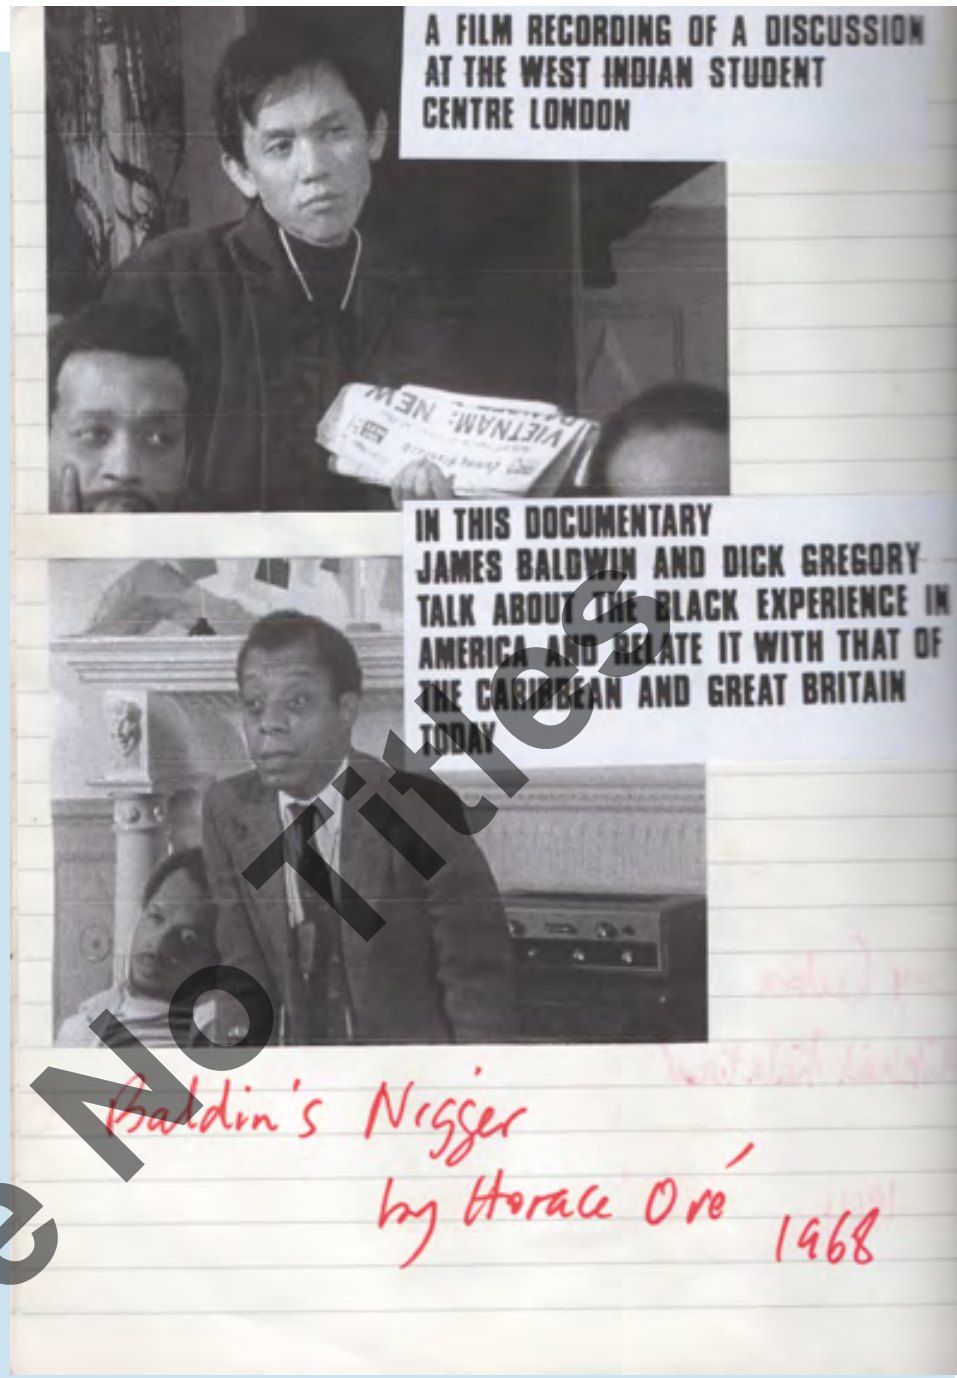 A FILM RECORDING OF A DISCUSSION
AT THE WEST INDIAN STUDENT
CENTRE LONDON
VIETNAM: NEW
IN THIS DOCUMENTARY
JAMES BALDWIN AND DICK GREGORY
TALK ABOUT THE BLACK EXPERIENCE IN
AMERICA AND RELATE IT WITH THAT OF
THE CARIBBEAN AND GREAT BRITAIN
TODAY
No Titles
Baldin's Nigger
by Horace Ové
1968